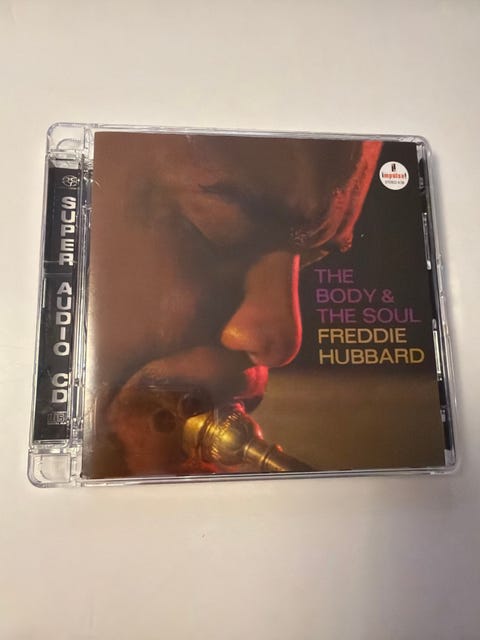 SUPER AUDIO CD
impulse!
THE
BODY &
THE SOUL
FREDDIE
HUBBARD